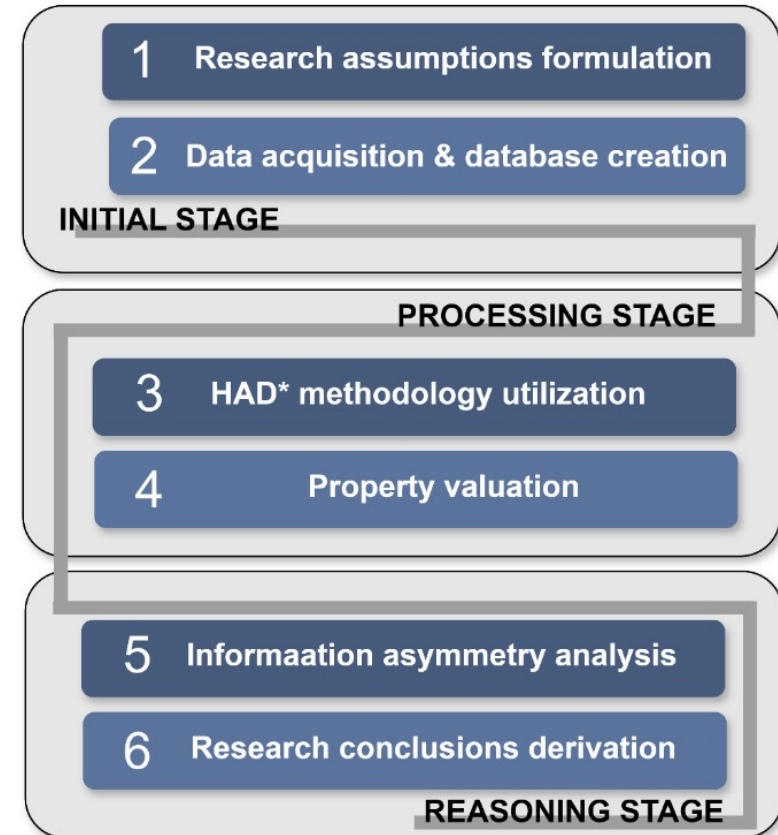 1 Research assumptions formulation
2 Data acquisition & database creation
INITIAL STAGE
PROCESSING STAGE
3 HAD* methodology utilization
4 Property valuation
5 Informaation asymmetry analysis
6 Research conclusions derivation
REASONING STAGE